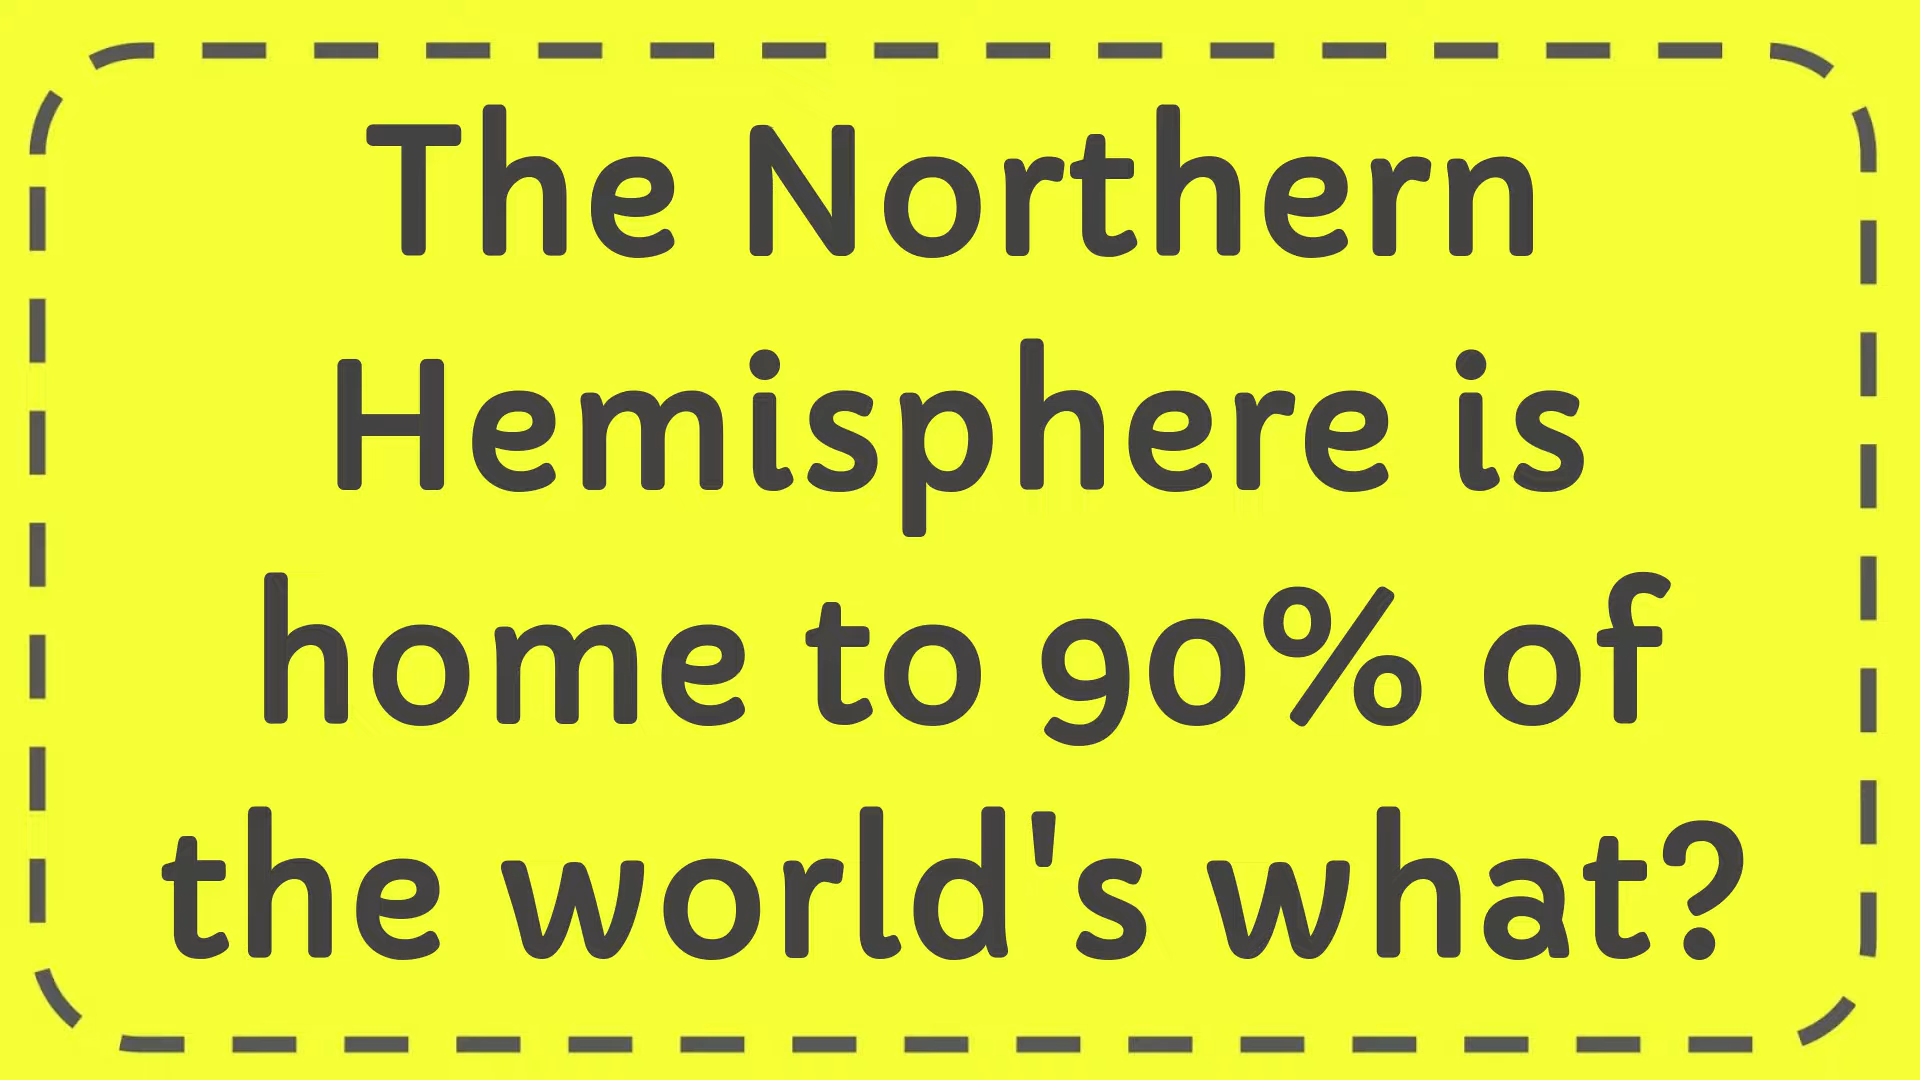 The Northern
Hemisphere is
home to 90% of
the world's what?